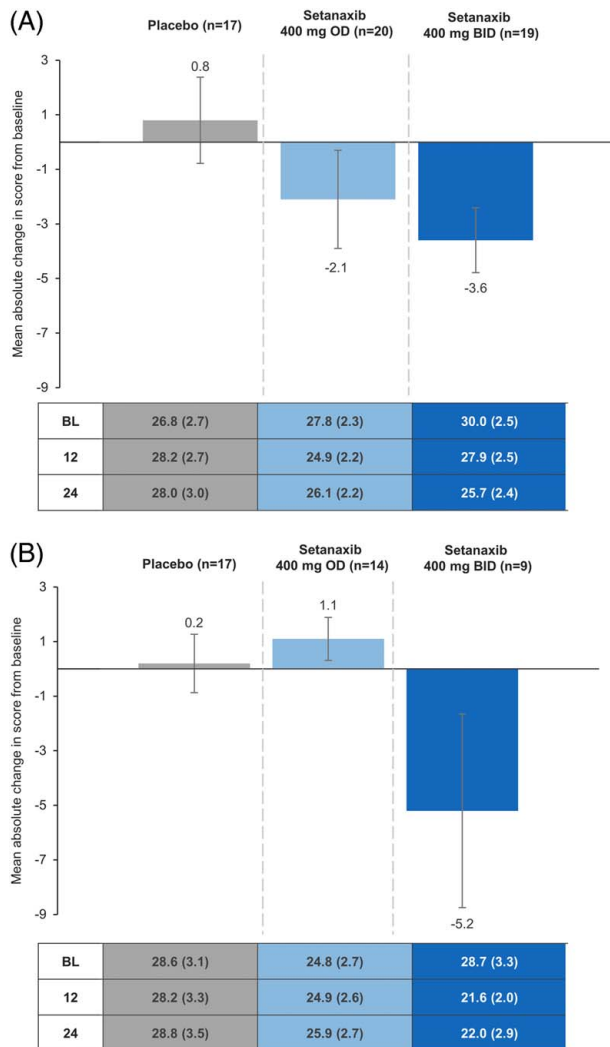 (A)
Placebo (n=17)
Setanaxib
400 mg OD (n=20)
Setanaxib
400 mg BID (n=19)
Mean absolute change in score from baseline
3
1
-1
-3
-5
-7
-9
0.8
-2.1
-3.6
BL 26.8 (2.7) 27.8 (2.3) 30.0 (2.5)
12 28.2 (2.7) 24.9 (2.2) 27.9 (2.5)
24 28.0 (3.0) 26.1 (2.2) 25.7 (2.4)
(B)
Placebo (n=17)
Setanaxib
400 mg OD (n=14)
Setanaxib
400 mg BID (n=9)
Mean absolute change in score from baseline
3
1
-1
-3
-5
-7
-9
0.2
1.1
-5.2
BL 28.6 (3.1) 24.8 (2.7) 28.7 (3.3)
12 28.2 (3.3) 24.9 (2.6) 21.6 (2.0)
24 28.8 (3.5) 25.9 (2.7) 22.0 (2.9)